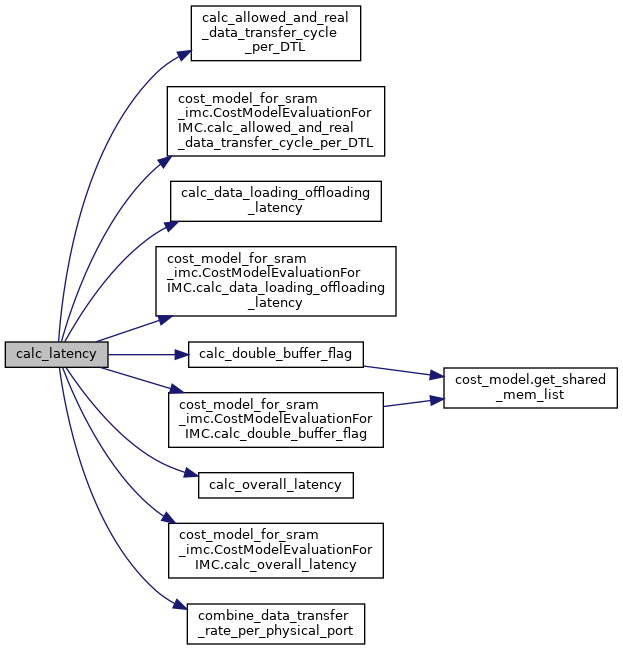 calc_allowed_and_real
_data_transfer_cycle
_per_DTL
cost_model_for_sram
_imc.CostModelEvaluationFor
IMC.calc_allowed_and_real
_data_transfer_cycle_per_DTL
calc_data_loading_offloading
_latency
cost_model_for_sram
_imc.CostModelEvaluationFor
IMC.calc_data_loading_offloading
_latency
calc_latency
calc_double_buffer_flag
cost_model.get_shared
_mem_list
cost_model_for_sram
_imc.CostModelEvaluationFor
IMC.calc_double_buffer_flag
calc_overall_latency
cost_model_for_sram
_imc.CostModelEvaluationFor
IMC.calc_overall_latency
combine_data_transfer
_rate_per_physical_port